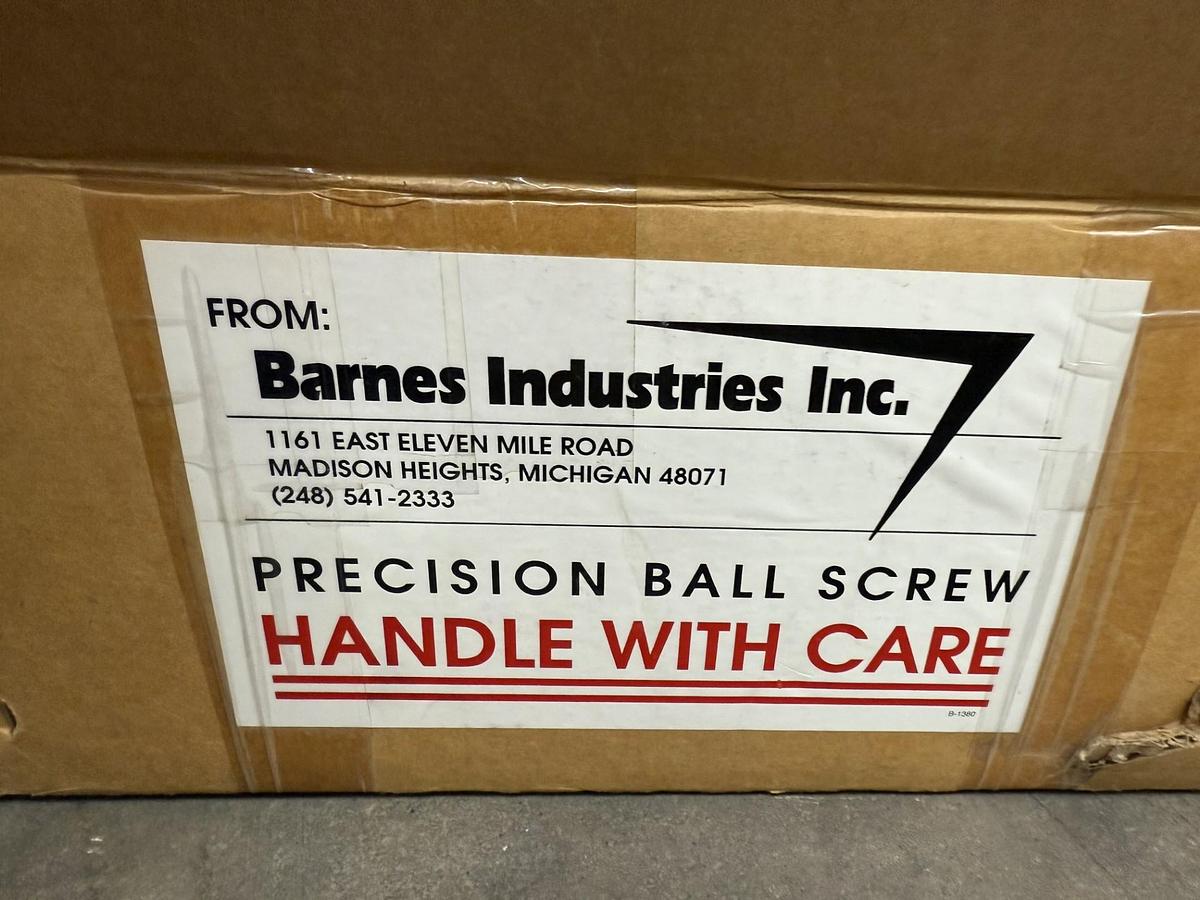 FROM:
Barnes Industries Inc.
1161 EAST ELEVEN MILE ROAD
MADISON HEIGHTS, MICHIGAN 48071
(248) 541-2333
PRECISION BALL SCREW
HANDLE WITH CARE
B-1380